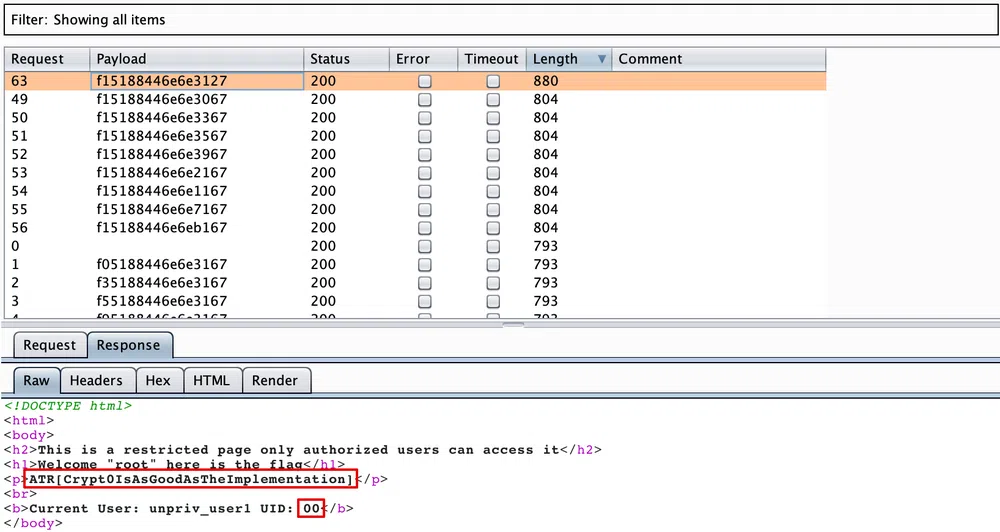 Filter: Showing all items
Request Payload Status Error Timeout Length Comment
63 f15188446e6e3127 200 880
49 f15188446e6e3067 200 804
50 f15188446e6e3367 200 804
51 f15188446e6e3567 200 804
52 f15188446e6e3967 200 804
53 f15188446e6e2167 200 804
54 f15188446e6e1167 200 804
55 f15188446e6e7167 200 804
56 f15188446e6eb167 200 804
0 200 793
1 f05188446e6e3167 200 793
2 f35188446e6e3167 200 793
3 f55188446e6e3167 200 793
Request Response
Raw Headers Hex HTML Render
<!DOCTYPE html>
<html>
<body>
<h2>This is a restricted page only authorized users can access it</h2>
<h1>Welcome "root" here is the flag</h1>
<p>ATR[Crypt0IsAsGoodAsTheImplementation]</p>
<br>
<b>Current User: unpriv_user1 UID: 00</b>
</body>